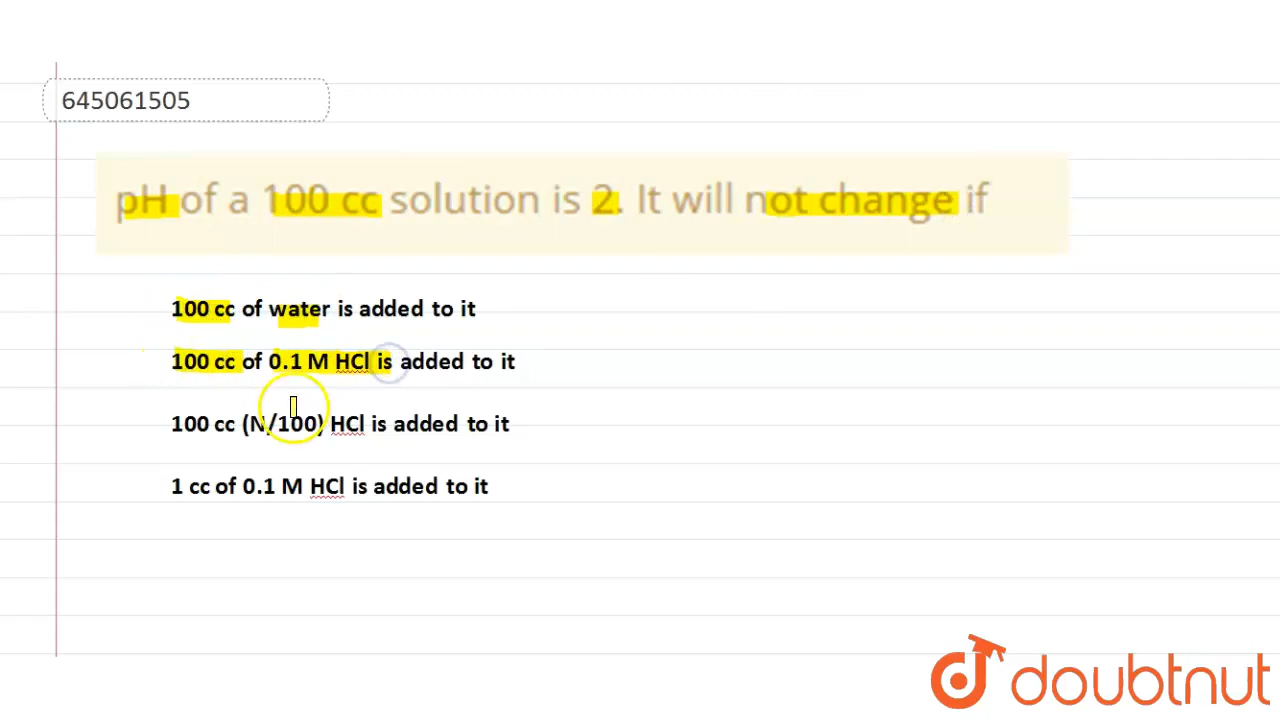 645061505
pH of a 100 cc solution is 2. It will not change if
100 cc of water is added to it
100 cc of 0.1 M HCl is added to it
100 cc (N/100) HCl is added to it
1 cc of 0.1 M HCl is added to it
doubtnut